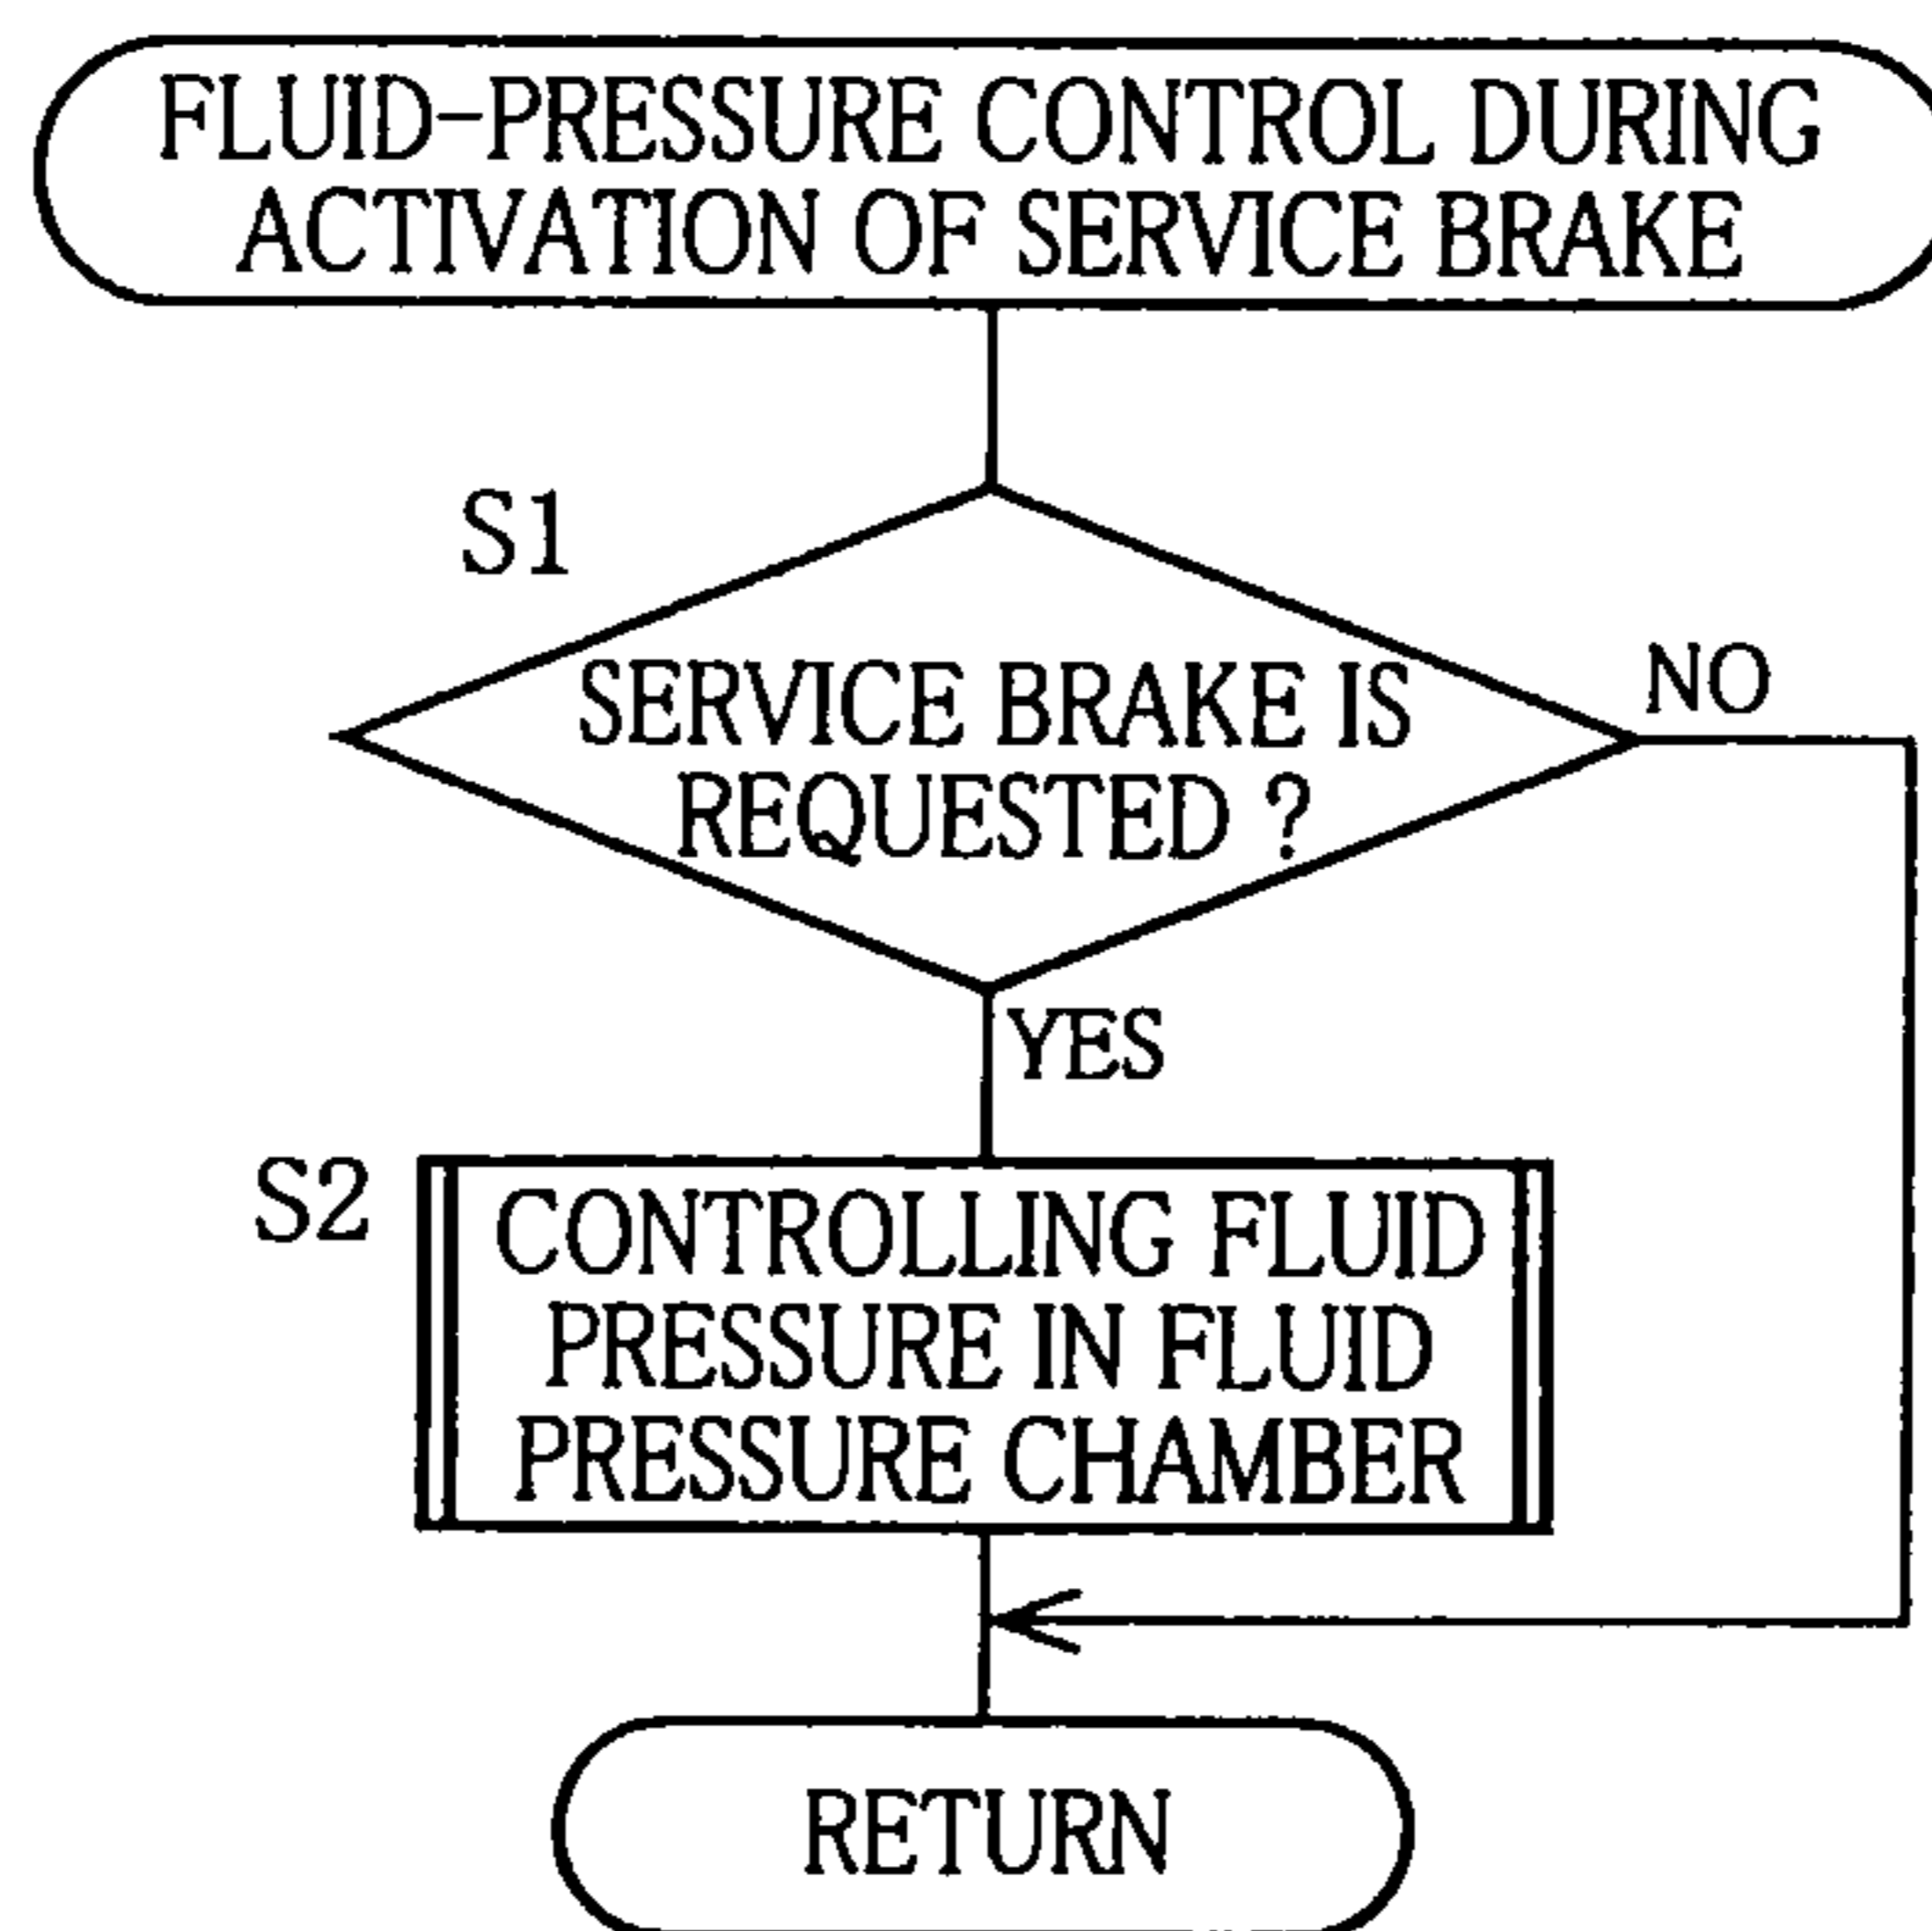 FLUID-PRESSURE CONTROL DURING
ACTIVATION OF SERVICE BRAKE
S1
SERVICE BRAKE IS
REQUESTED ?
NO
YES
S2
CONTROLLING FLUID
PRESSURE IN FLUID
PRESSURE CHAMBER
RETURN